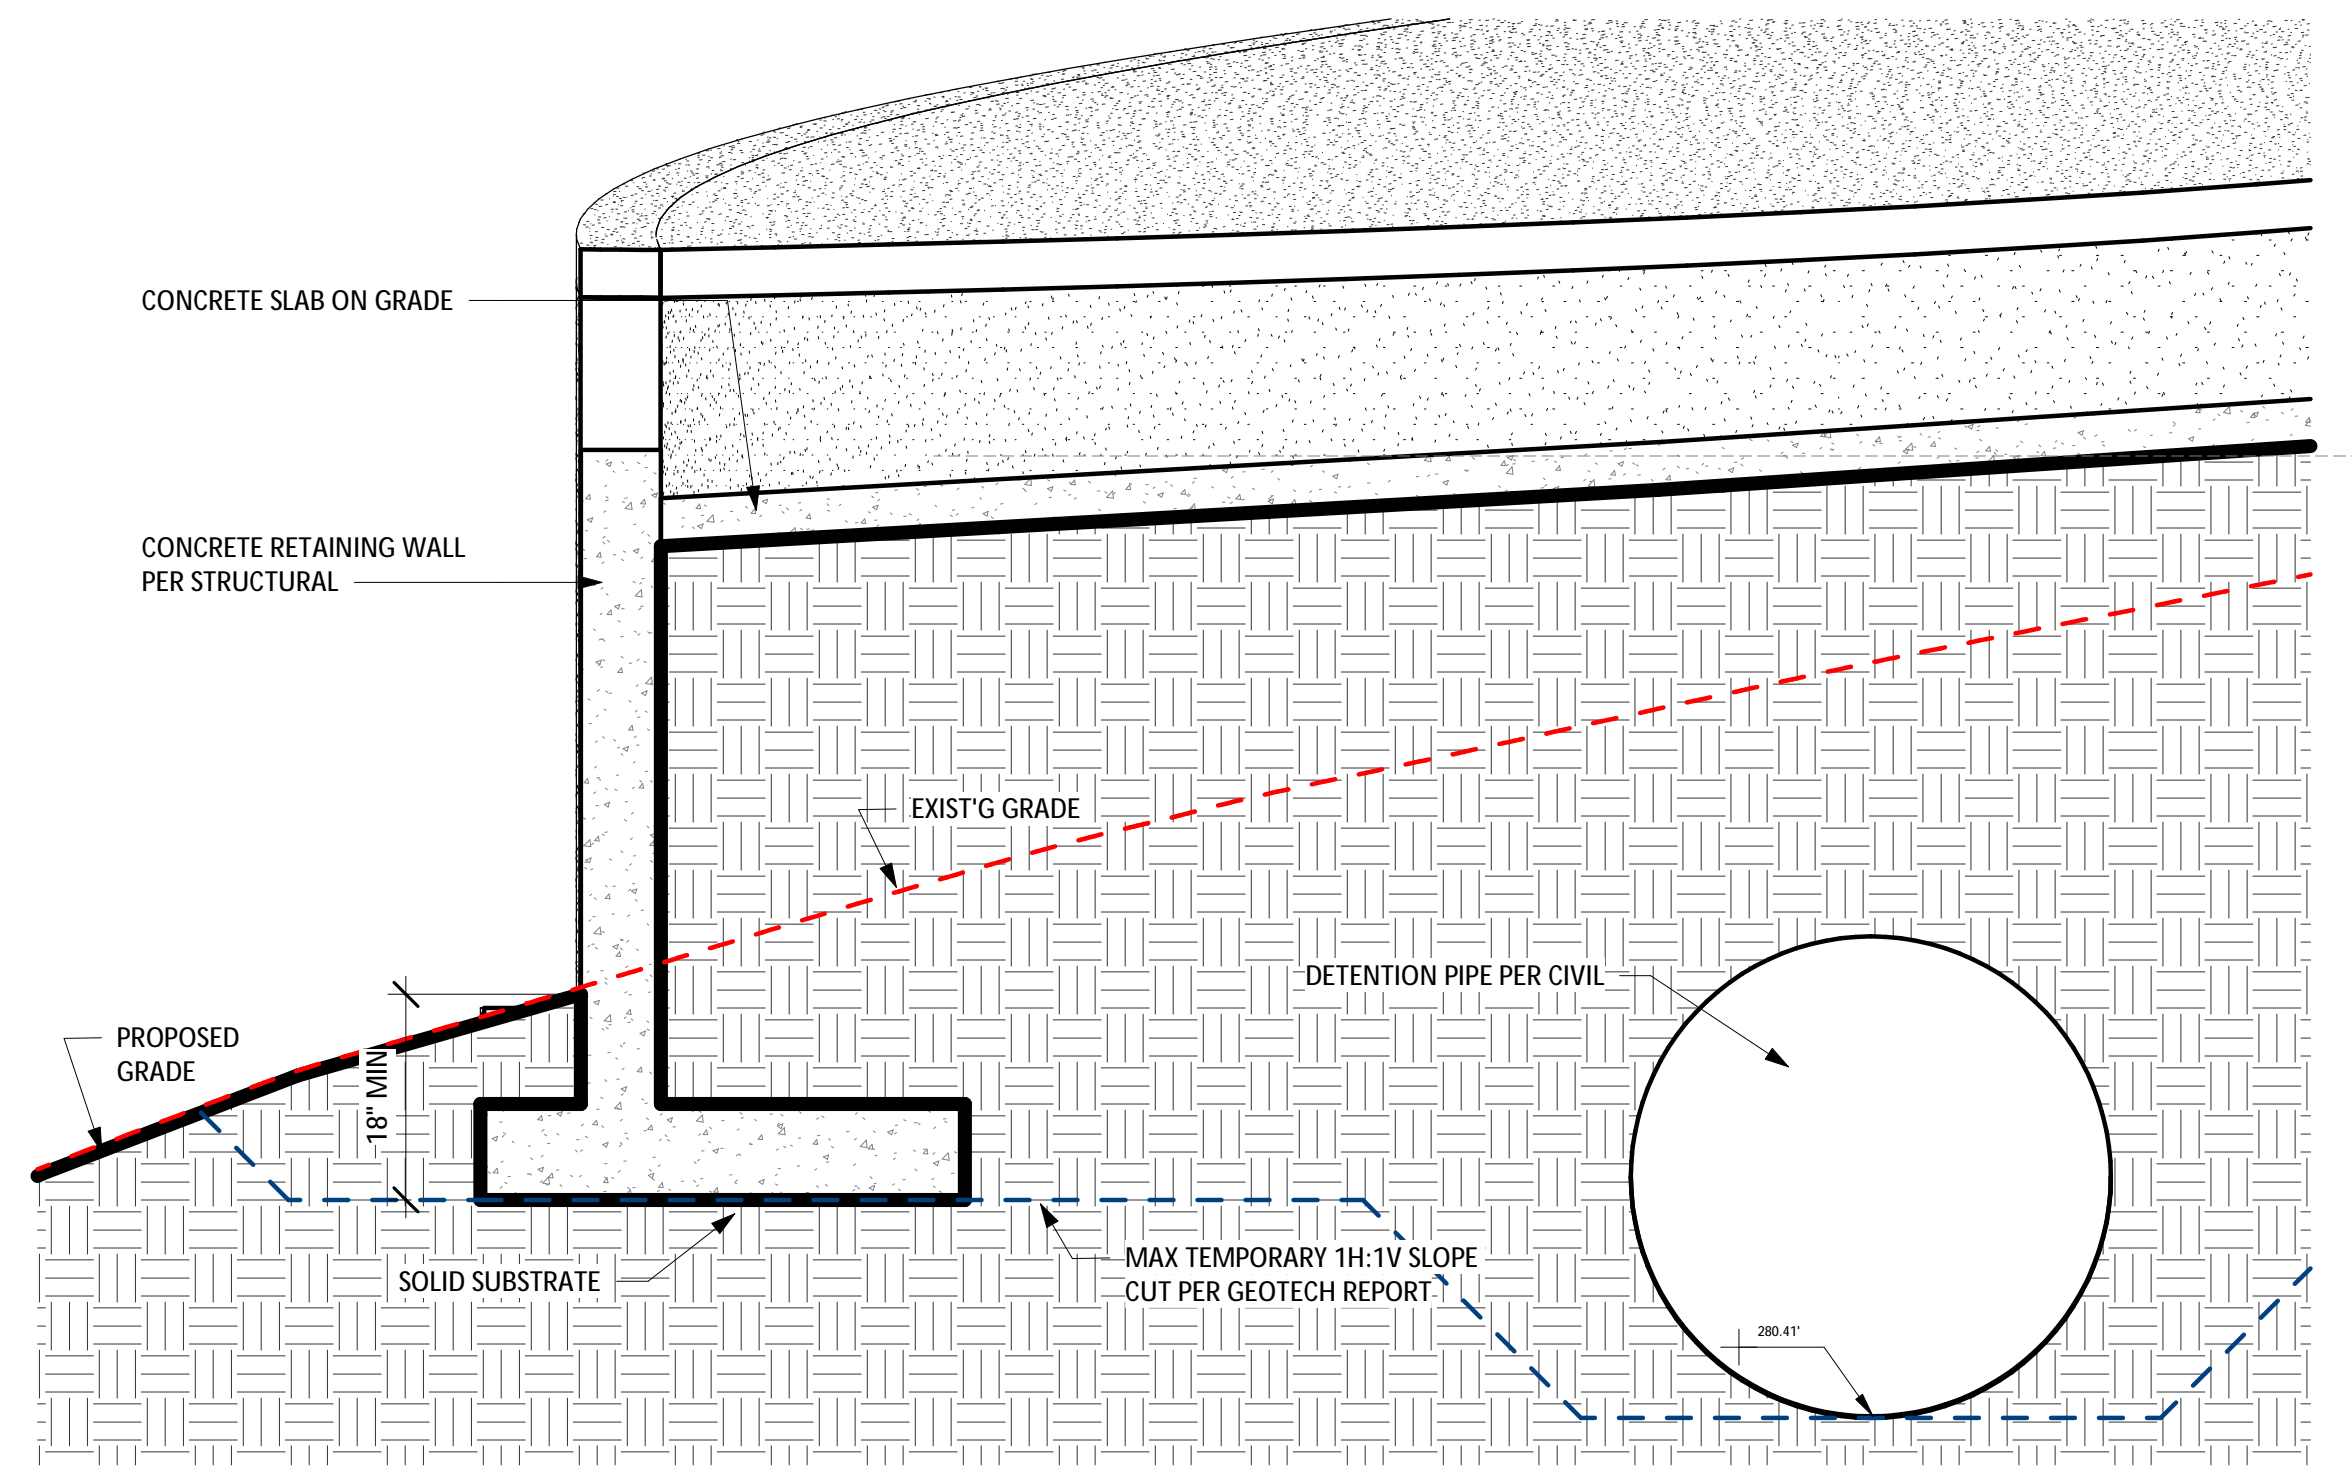 CONCRETE SLAB ON GRADE
CONCRETE RETAINING WALL
PER STRUCTURAL
EXIST'G GRADE
DETENTION PIPE PER CIVIL
PROPOSED
GRADE
18" MIN
MAX TEMPORARY 1H:1V SLOPE
CUT PER GEOTECH REPORT
SOLID SUBSTRATE
280.41'